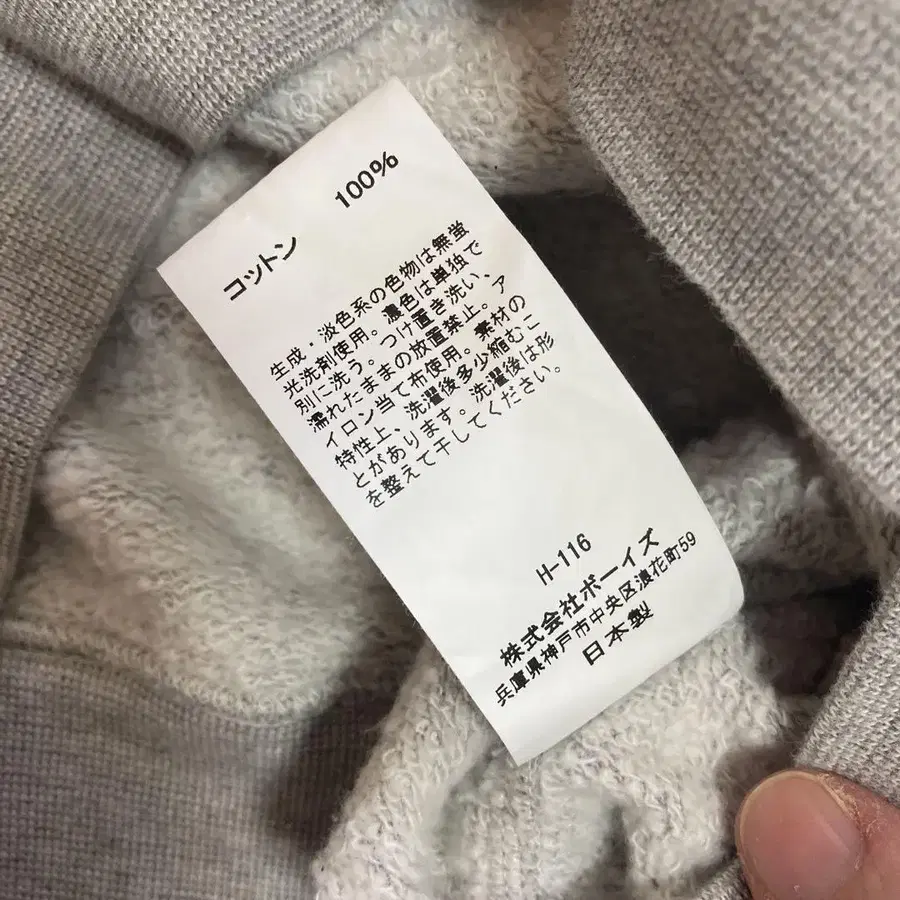 コットン 100%
生成・淡色系の色物は無蛍
光洗剤使用。濃色は単独で
別に洗う。つけ置き洗い、
濡れたままの放置禁止。ア
イロン当て布使用。素材の
特性上、洗濯後多少縮むこ
とがあります。洗濯後は形
を整えて干してください。
H-116
株式会社ボーイズ
兵庫県神戸市中央区浪花町59
日本製